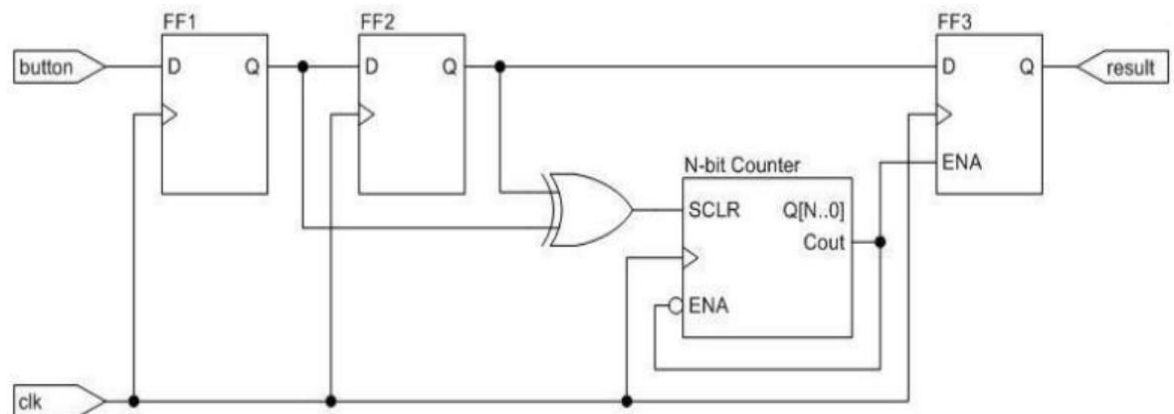 FF1
FF2
FF3
button
D
Q
D
Q
D
Q
result
N-bit Counter
ENA
SCLR
Q[N..0]
Cout
ENA
clk